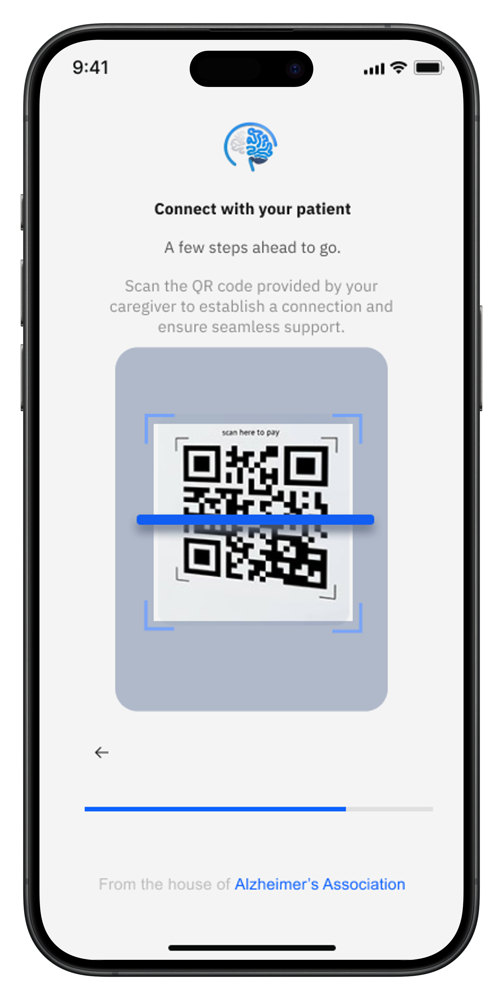 9:41
Connect with your patient
A few steps ahead to go.
Scan the QR code provided by your
caregiver to establish a connection and
ensure seamless support.
scan here to pay
From the house of Alzheimer's Association